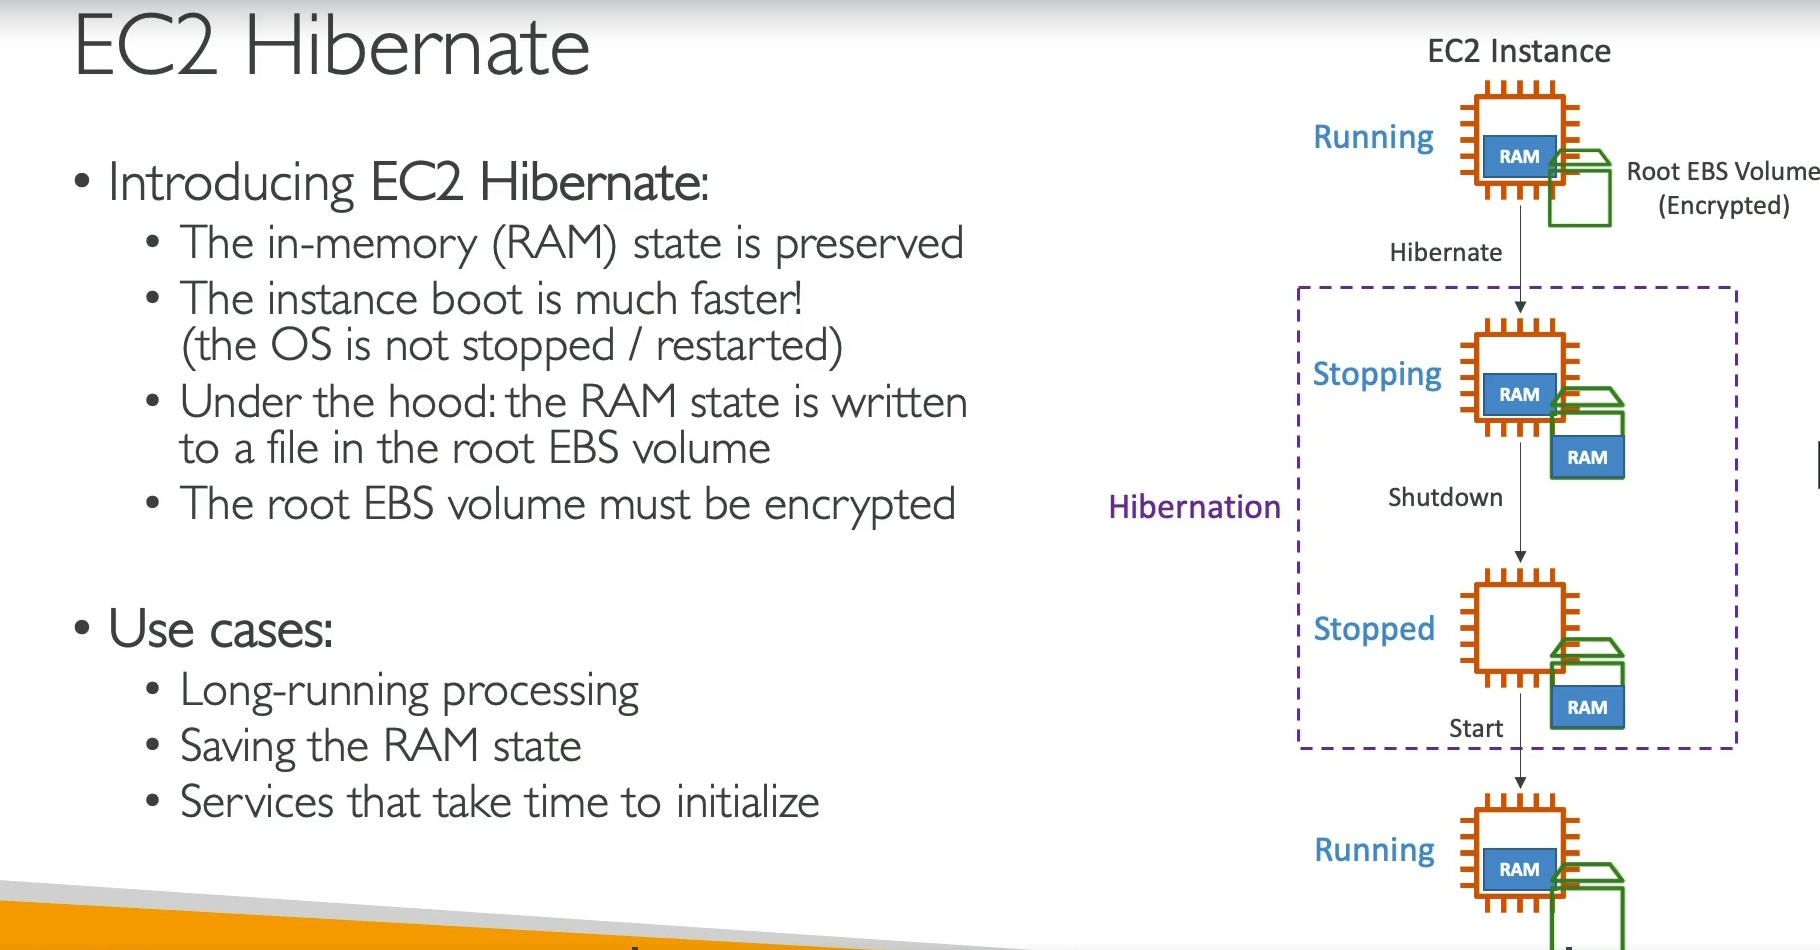 EC2 Hibernate
• Introducing EC2 Hibernate:
• The in-memory (RAM) state is preserved
• The instance boot is much faster!
(the OS is not stopped / restarted)
• Under the hood: the RAM state is written
to a file in the root EBS volume
• The root EBS volume must be encrypted
• Use cases:
• Long-running processing
• Saving the RAM state
• Services that take time to initialize
EC2 Instance
Running
RAM
Root EBS Volume
(Encrypted)
Hibernate
Stopping
RAM
RAM
Hibernation
Shutdown
Stopped
RAM
Start
Running
RAM